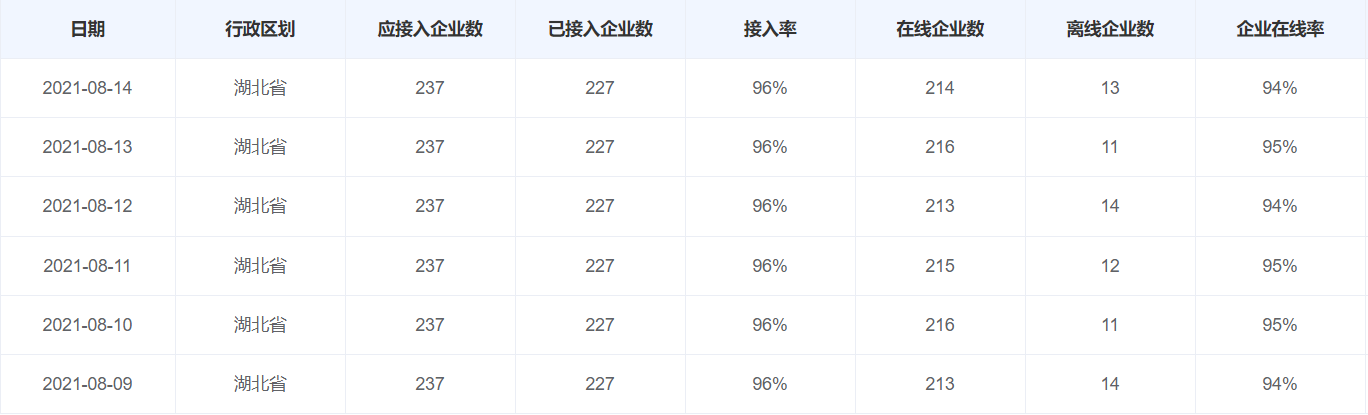 日期 行政区划 应接入企业数 已接入企业数 接入率 在线企业数 离线企业数 企业在线率
2021-08-14 湖北省 237 227 96% 214 13 94%
2021-08-13 湖北省 237 227 96% 216 11 95%
2021-08-12 湖北省 237 227 96% 213 14 94%
2021-08-11 湖北省 237 227 96% 215 12 95%
2021-08-10 湖北省 237 227 96% 216 11 95%
2021-08-09 湖北省 237 227 96% 213 14 94%